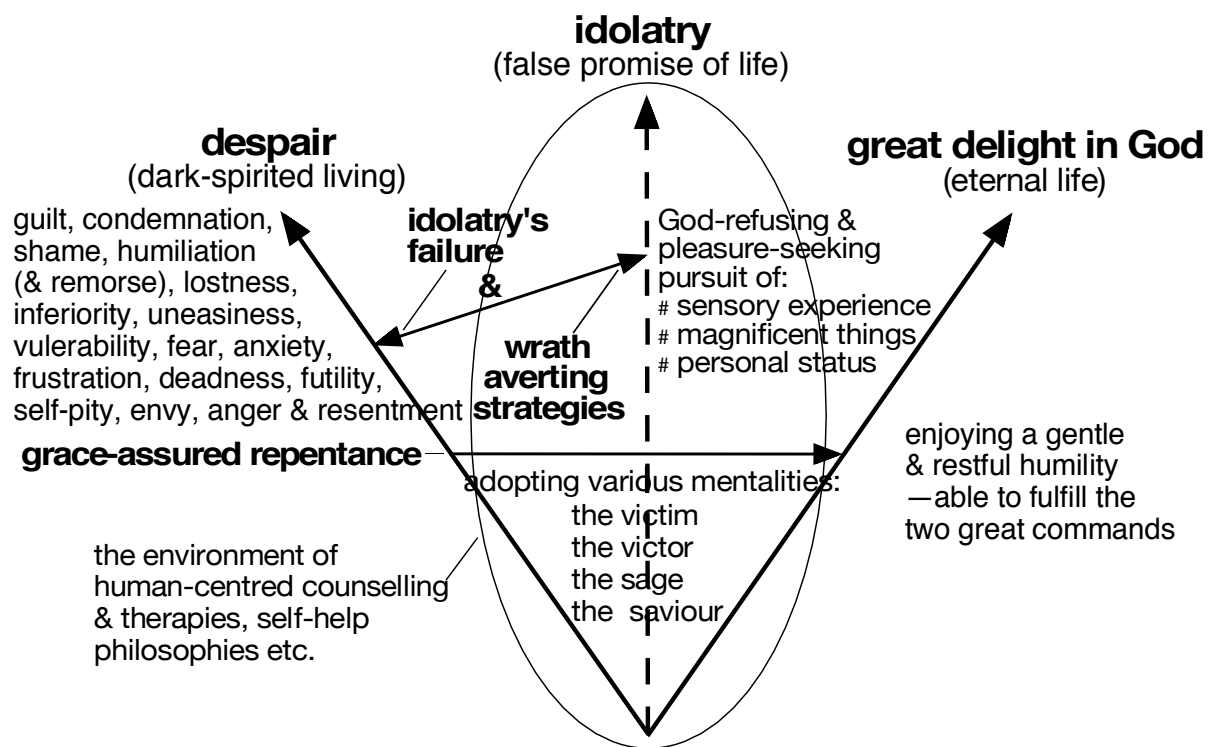 idolatry
(false promise of life)
despair
(dark-spirited living)
great delight in God
(eternal life)
guilt, condemnation,
shame, humiliation
(& remorse), lostness,
inferiority, uneasiness,
vulerability, fear, anxiety,
frustration, deadness, futility,
self-pity, envy, anger & resentment
idolatry's
failure
&
wrath
averting
strategies
God-refusing &
pleasure-seeking
pursuit of:
# sensory experience
# magnificent things
# personal status
grace-assured repentance
adopting various mentalities:
the victim
the victor
the sage
the saviour
enjoying a gentle
& restful humility
—able to fulfill the
two great commands
the environment of
human-centred counselling
& therapies, self-help
philosophies etc.